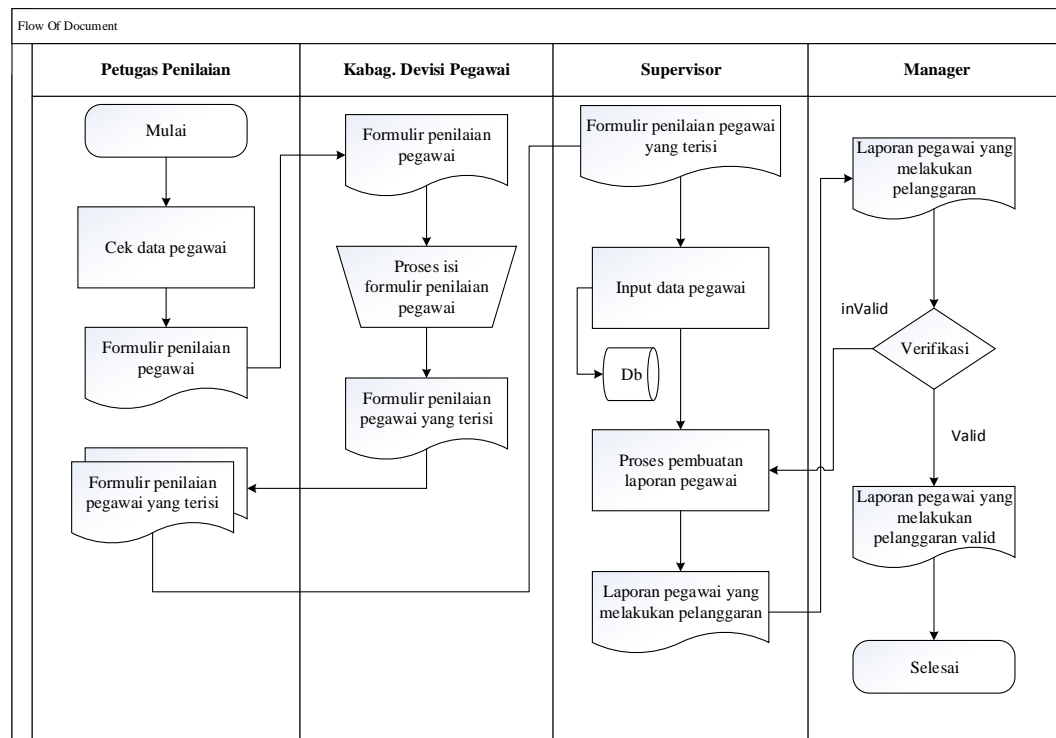 Flow Of Document
Petugas Penilaian
Kabag. Devisi Pegawai
Supervisor
Manager
Mulai
Cek data pegawai
Formulir penilaian
pegawai
Formulir penilaian
pegawai yang terisi
Formulir penilaian
pegawai
Proses isi
formulir penilaian
pegawai
Formulir penilaian
pegawai yang terisi
Formulir penilaian pegawai
yang terisi
Input data pegawai
Db
Proses pembuatan
laporan pegawai
Laporan pegawai yang
melakukan pelanggaran
Laporan pegawai yang
melakukan
pelanggaran
inValid
Verifikasi
Valid
Laporan pegawai yang
melakukan
pelanggaran valid
Selesai